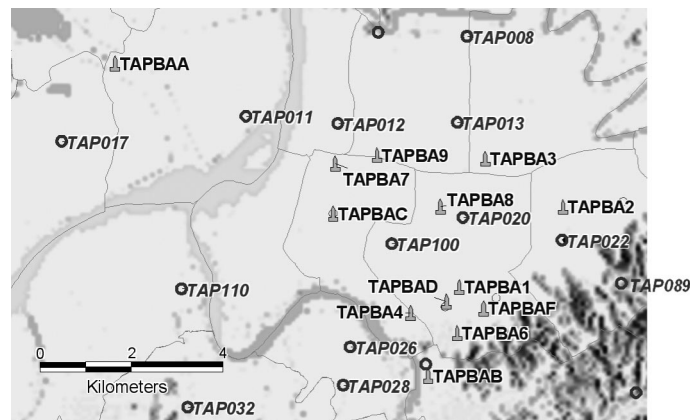 TAP008
TAPBAA
TAP011
TAP012
TAP013
TAP017
TAPBA9
TAPBA3
TAPBA7
TAPBA8
TAPBA2
TAPBAC
TAP020
TAP100
TAP022
TAPBAD
TAPBA1
TAP089
TAP110
TAPBA4
TAPBAF
TAPBA6
TAP026
0 2 4
Kilometers
TAPBAB
TAP028
TAP032